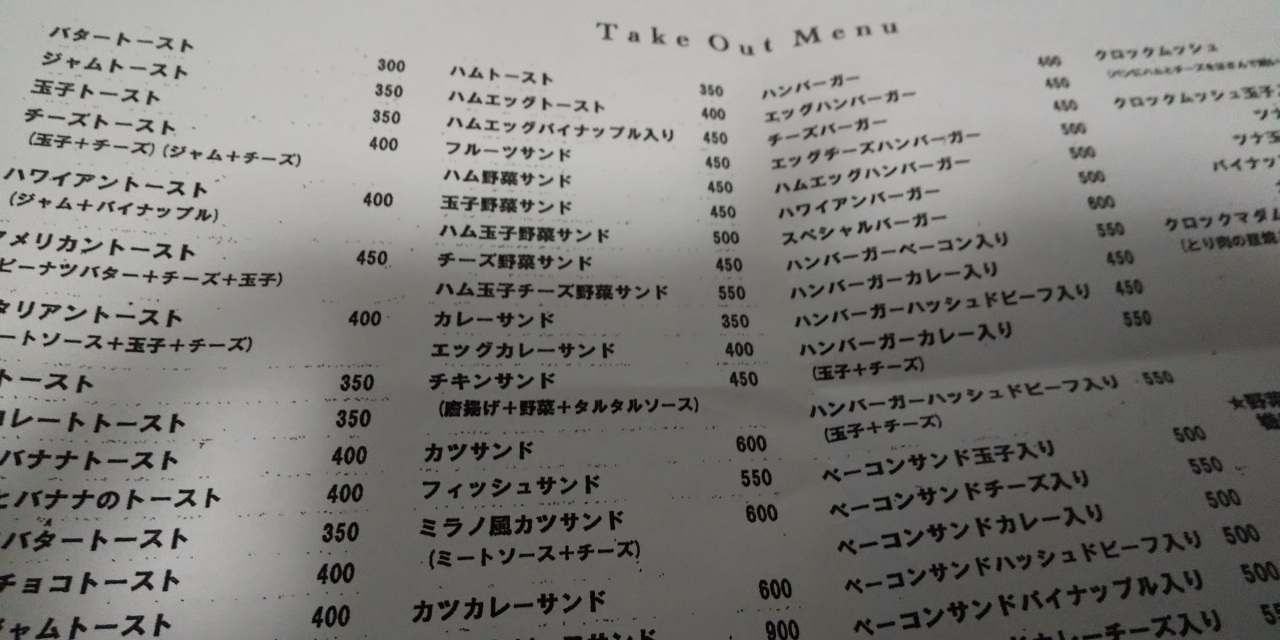 Take Out Menu
バタートースト 300
ジャムトースト 350
玉子トースト 350
チーズトースト 400
(玉子＋チーズ)(ジャム＋チーズ)
ハワイアントースト 400
(ジャム＋パイナップル)
アメリカントースト 450
ピーナツバター＋チーズ＋玉子)
タリアントースト 400
ートソース＋玉子＋チーズ)
トースト 350
コレートトースト 350
バナナトースト 400
とバナナのトースト 400
バタートースト 350
チョコトースト 400
ジャムトースト 400
ハムトースト 350
ハムエッグトースト 400
ハムエッグパイナップル入り 450
フルーツサンド 450
ハム野菜サンド 450
玉子野菜サンド 450
ハム玉子野菜サンド 500
チーズ野菜サンド 450
ハム玉子チーズ野菜サンド 550
カレーサンド 350
エッグカレーサンド 400
チキンサンド 450
(唐揚げ＋野菜＋タルタルソース)
カツサンド 600
フィッシュサンド 550
ミラノ風カツサンド 600
(ミートソース＋チーズ)
カツカレーサンド 600
サンド 900
ハンバーガー 400
エッグハンバーガー 450
チーズバーガー 450
エッグチーズハンバーガー 500
ハムエッグハンバーガー 500
ハワイアンバーガー 500
スペシャルバーガー 600
ハンバーガーベーコン入り 550
ハンバーガーカレー入り 450
ハンバーガーハッシュドビーフ入り 450
ハンバーガーカレー入り 550
(玉子＋チーズ)
ハンバーガーハッシュドビーフ入り 550
(玉子＋チーズ)
ベーコンサンド玉子入り 500
ベーコンサンドチーズ入り 550
ベーコンサンドカレー入り 500
ベーコンサンドハッシュドビーフ入り 500
ベーコンサンドパイナップル入り 500
カレーチーズ入り
クロックムッシュ
クロックムッシュ玉子
ツナ
ツナ玉
パイナッ
クロックマダム
★野菜